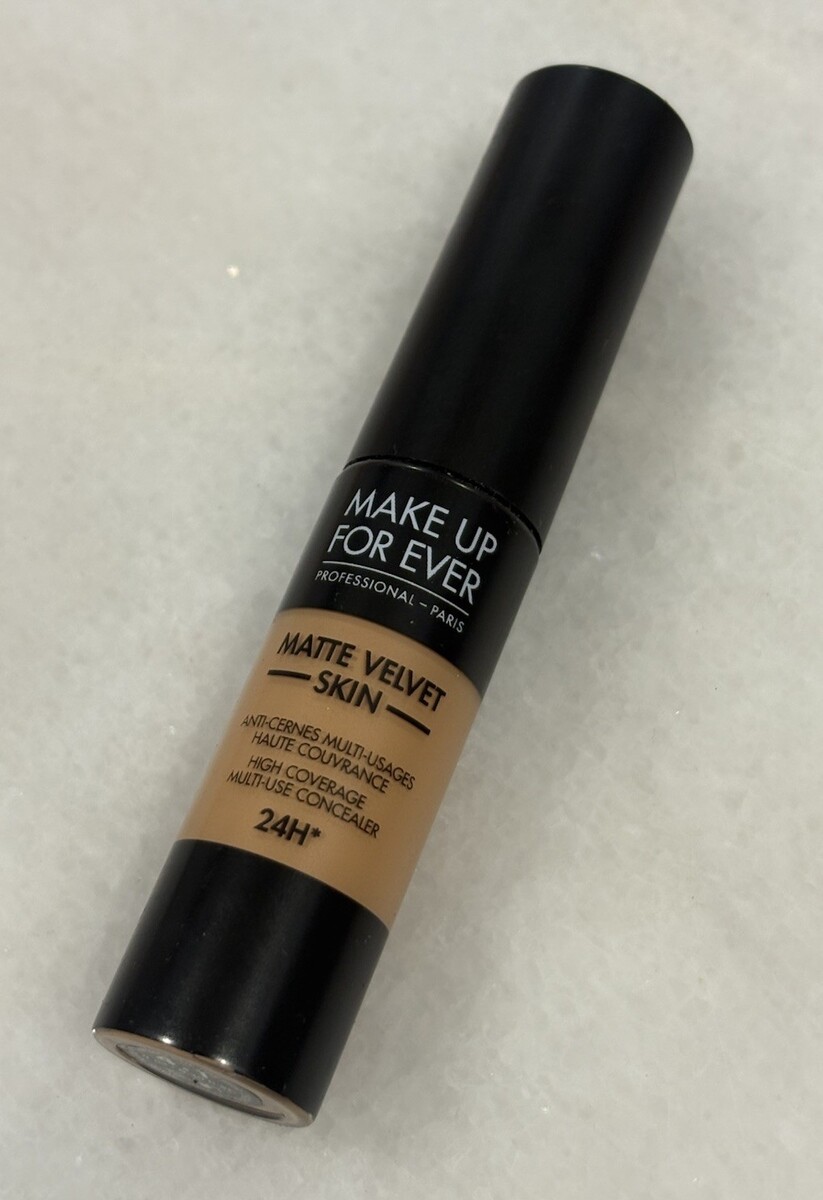 MAKE UP
FOR EVER
PROFESSIONAL – PARIS
MATTE VELVET
— SKIN —
ANTI-CERNES MULTI-USAGES
HAUTE COUVRANCE
HIGH COVERAGE
MULTI-USE CONCEALER
24H*